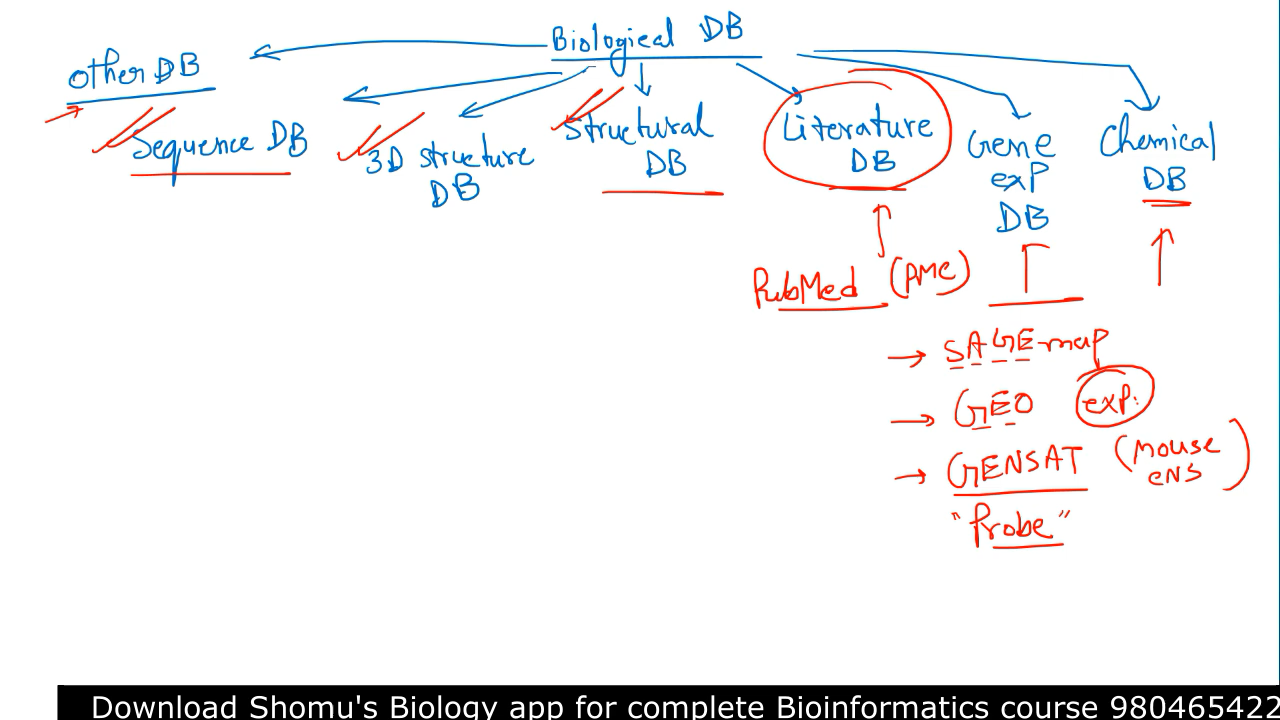 Biological DB
other DB
Sequence DB
3D structure
DB
Structural
DB
Literature
DB
Gene
exp
DB
Chemical
DB
PubMed (PMC)
SAGEmap
GEO exp.
GENSAT (Mouse
CNS)
"Probe"
Download Shomu's Biology app for complete Bioinformatics course 980465422